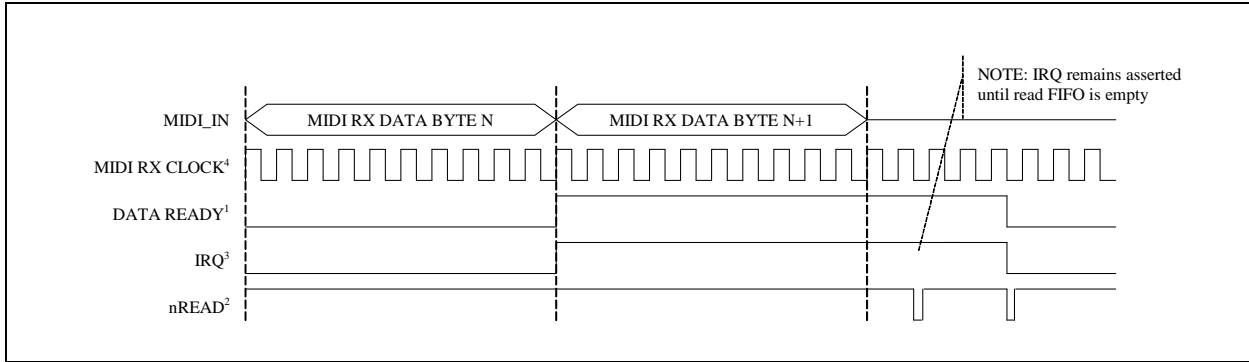 NOTE: IRQ remains asserted
until read FIFO is empty
MIDI_IN
MIDI RX DATA BYTE N
MIDI RX DATA BYTE N+1
MIDI RX CLOCK⁴
DATA READY¹
IRQ³
nREAD²